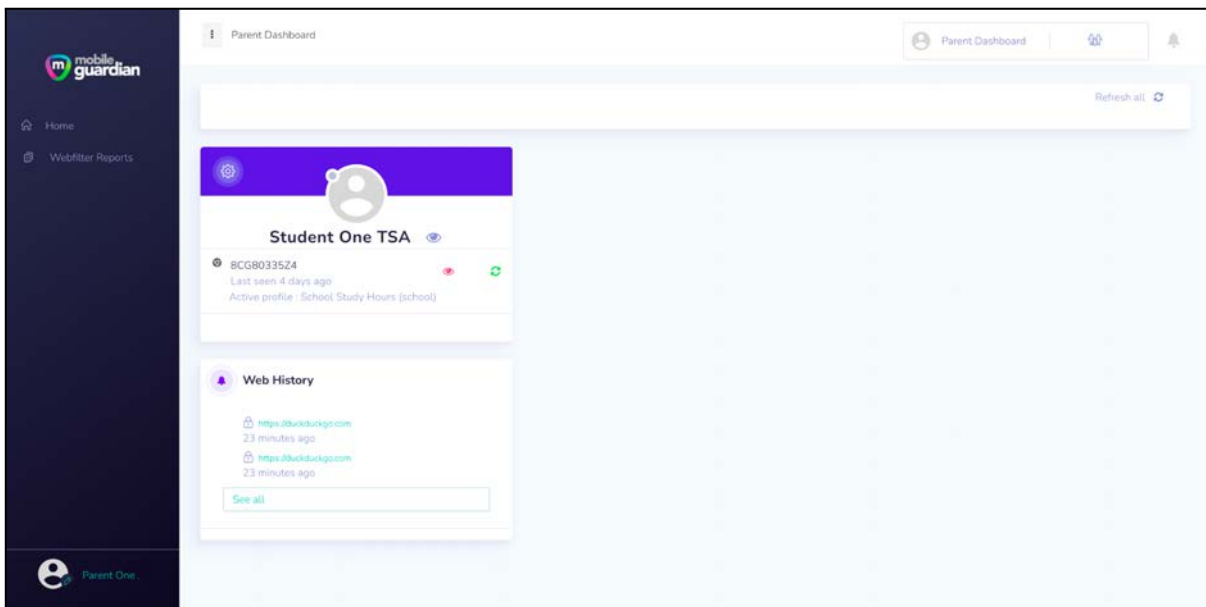 mobile
guardian
Home
Webfilter Reports
Parent One .
Parent Dashboard
Parent Dashboard
Refresh all
Student One TSA
8CG80335Z4
Last seen 4 days ago
Active profile : School Study Hours (school)
Web History
https://duckduckgo.com
23 minutes ago
https://duckduckgo.com
23 minutes ago
See all